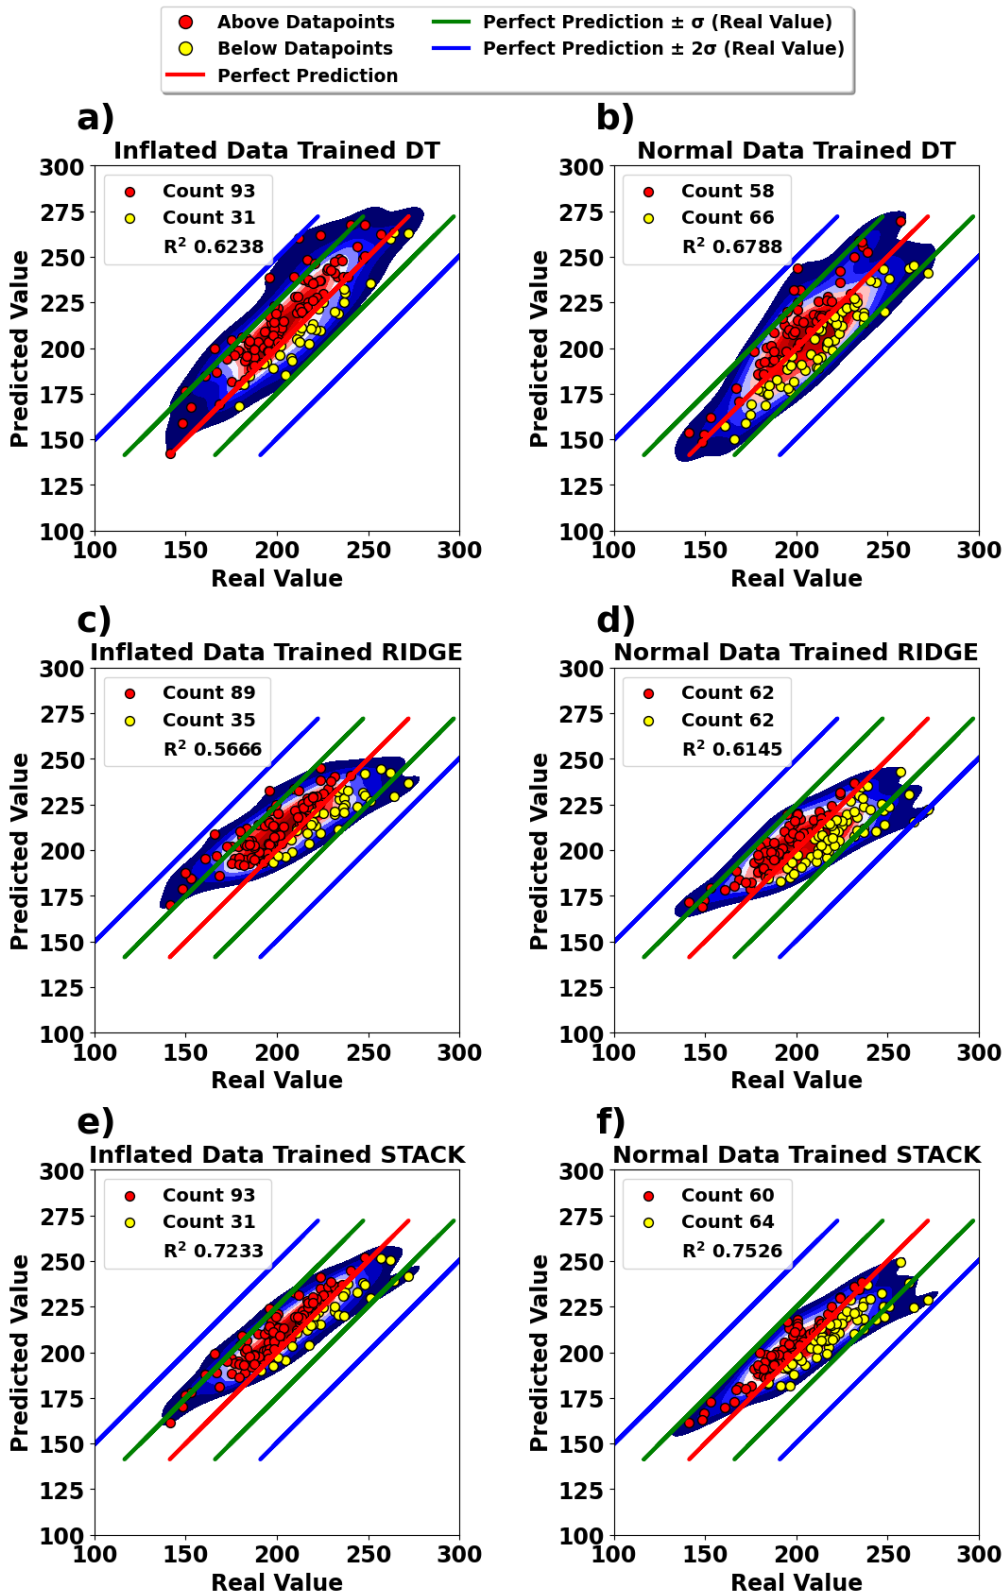 Above Datapoints
Below Datapoints
Perfect Prediction
Perfect Prediction ± σ (Real Value)
Perfect Prediction ± 2σ (Real Value)
a)
Inflated Data Trained DT
Count 93
Count 31
R² 0.6238
300
275
250
225
200
175
150
125
100
Predicted Value
100 150 200 250 300
Real Value
b)
Normal Data Trained DT
Count 58
Count 66
R² 0.6788
300
275
250
225
200
175
150
125
100
Predicted Value
100 150 200 250 300
Real Value
c)
Inflated Data Trained RIDGE
Count 89
Count 35
R² 0.5666
300
275
250
225
200
175
150
125
100
Predicted Value
100 150 200 250 300
Real Value
d)
Normal Data Trained RIDGE
Count 62
Count 62
R² 0.6145
300
275
250
225
200
175
150
125
100
Predicted Value
100 150 200 250 300
Real Value
e)
Inflated Data Trained STACK
Count 93
Count 31
R² 0.7233
300
275
250
225
200
175
150
125
100
Predicted Value
100 150 200 250 300
Real Value
f)
Normal Data Trained STACK
Count 60
Count 64
R² 0.7526
300
275
250
225
200
175
150
125
100
Predicted Value
100 150 200 250 300
Real Value